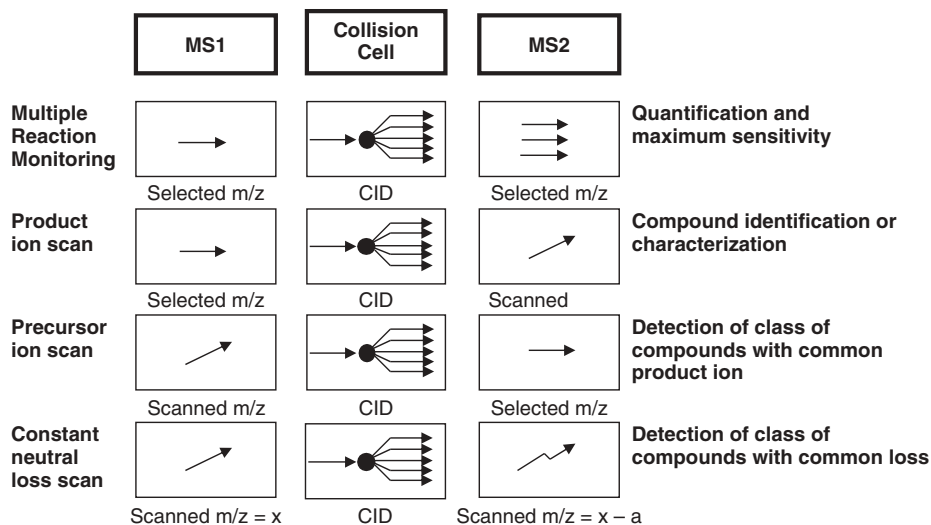 MS1
Collision
Cell
MS2
Multiple
Reaction
Monitoring
Selected m/z
CID
Selected m/z
Quantification and
maximum sensitivity
Product
ion scan
Selected m/z
CID
Scanned
Compound identification or
characterization
Precursor
ion scan
Scanned m/z
CID
Selected m/z
Detection of class of
compounds with common
product ion
Constant
neutral
loss scan
Scanned m/z = x
CID
Scanned m/z = x – a
Detection of class of
compounds with common loss